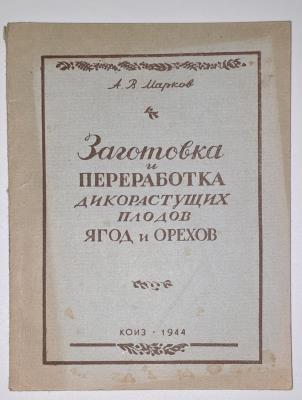 А. В. Марков
Заготовка
и
ПЕРЕРАБОТКА
ДИКОРАСТУЩИХ
ПЛОДОВ
ЯГОД и ОРЕХОВ
КОИЗ · 1944